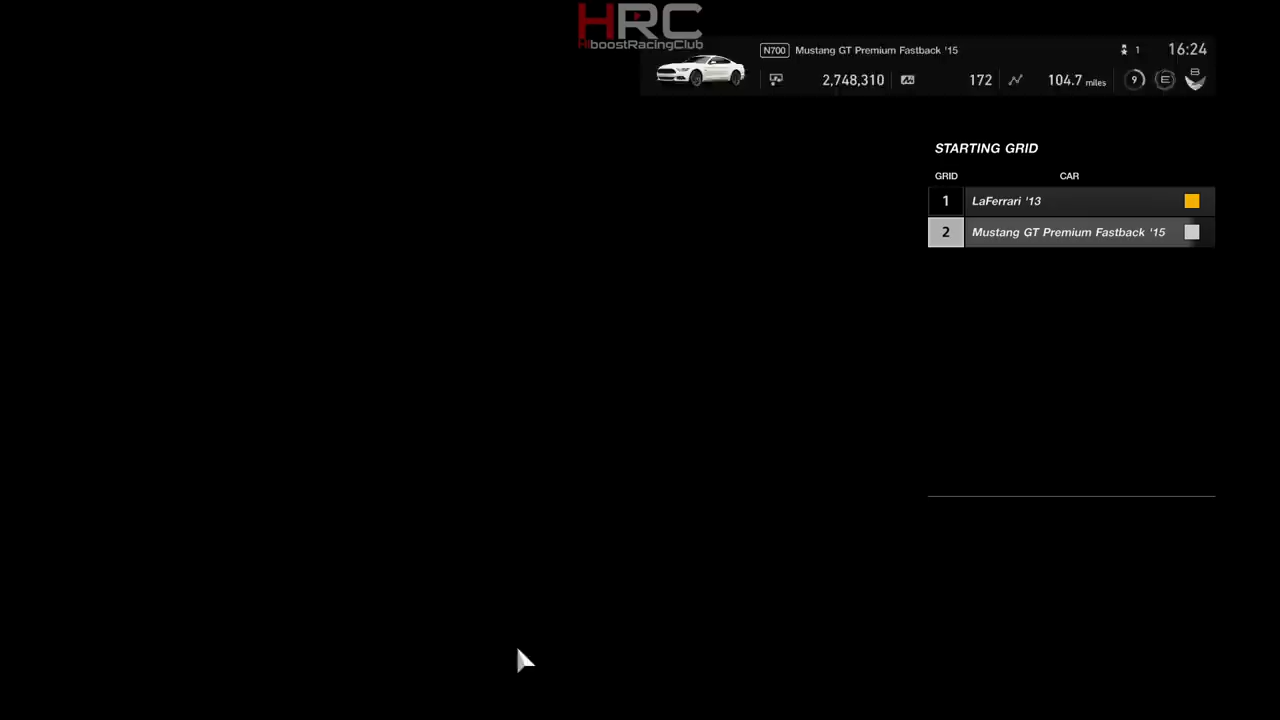 HRC
HiboostRacingClub
N700 Mustang GT Premium Fastback '15 1 16:24
2,748,310 172 104.7 miles 9 E B
STARTING GRID
GRID CAR
1 LaFerrari '13
2 Mustang GT Premium Fastback '15